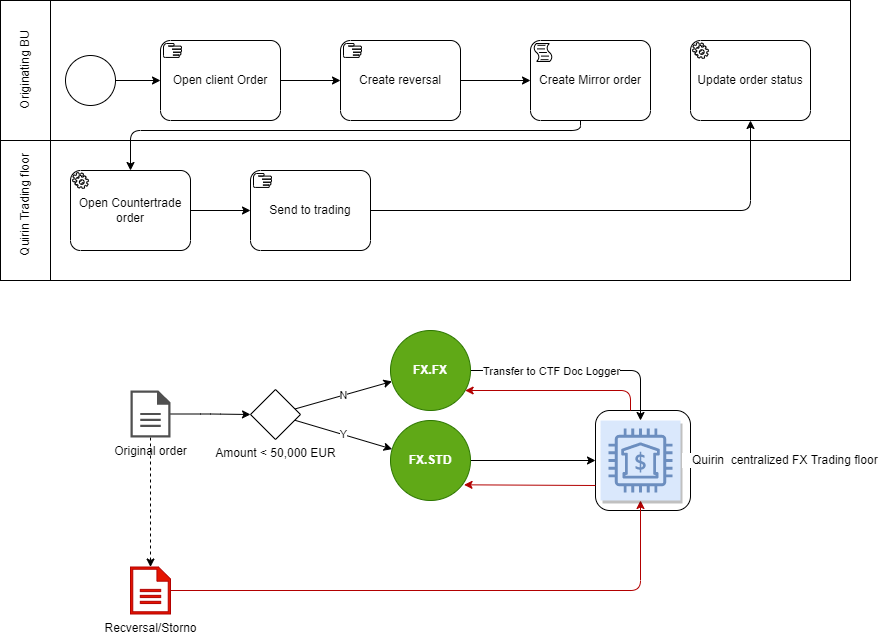 Originating BU
Open client Order
Create reversal
Create Mirror order
Update order status
Quirin Trading floor
Open Countertrade
order
Send to trading
FX.FX
Transfer to CTF Doc Logger
N
Original order
Amount < 50,000 EUR
Y
FX.STD
$
Quirin centralized FX Trading floor
Recversal/Storno